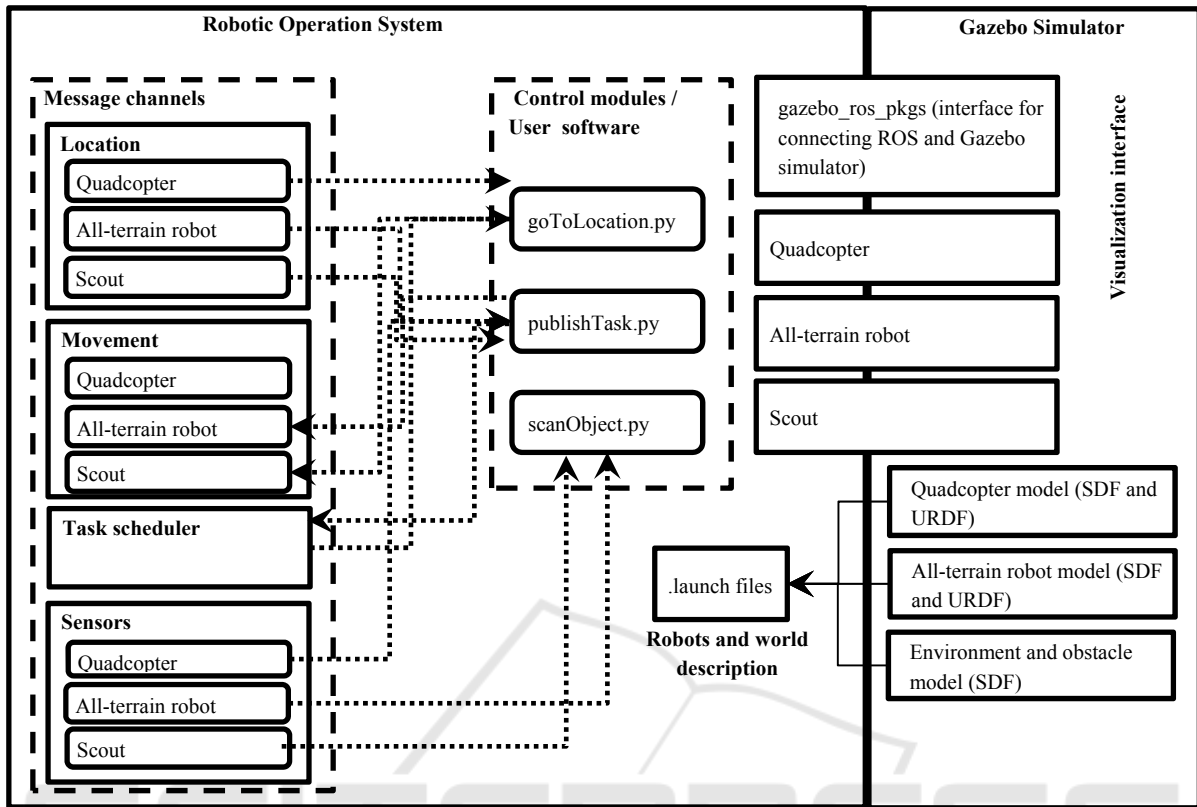 Robotic Operation System
Gazebo Simulator
Message channels
Location
Quadcopter
All-terrain robot
Scout
Movement
Quadcopter
All-terrain robot
Scout
Task scheduler
Sensors
Quadcopter
All-terrain robot
Scout
Control modules /
User software
goToLocation.py
publishTask.py
scanObject.py
gazebo_ros_pkgs (interface for
connecting ROS and Gazebo
simulator)
Quadcopter
All-terrain robot
Scout
Visualization interface
.launch files
Robots and world
description
Quadcopter model (SDF and
URDF)
All-terrain robot model (SDF
and URDF)
Environment and obstacle
model (SDF)